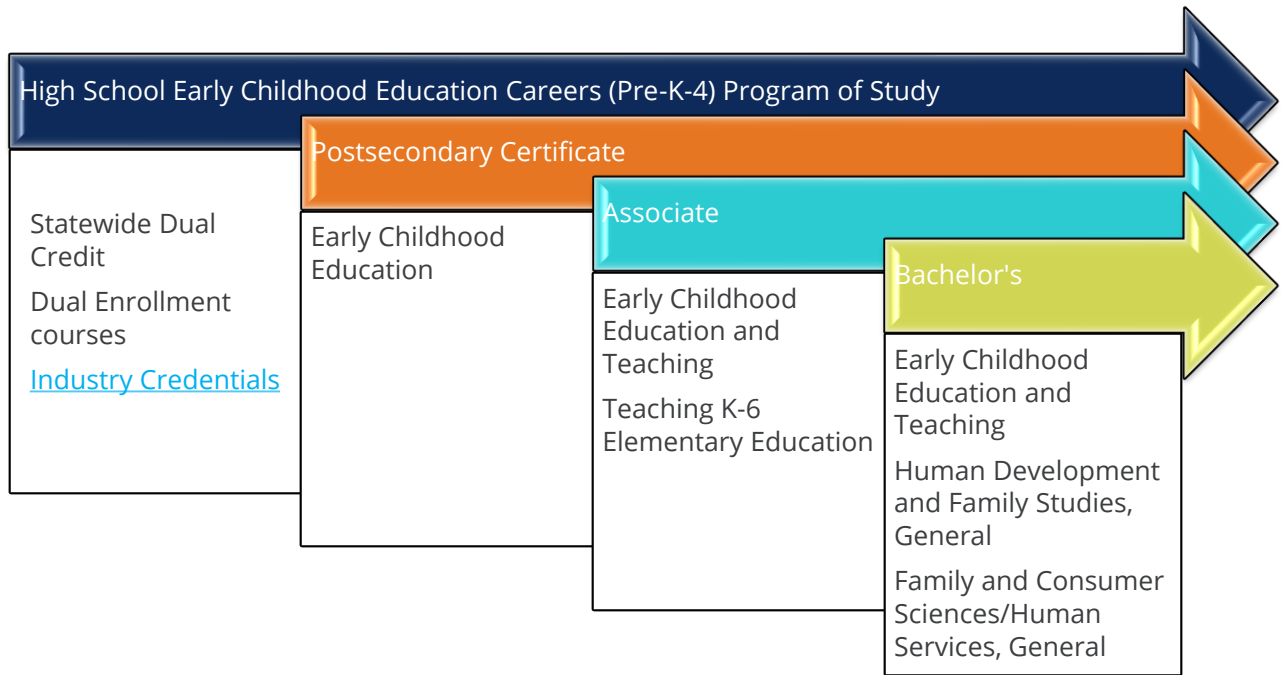 High School Early Childhood Education Careers (Pre-K-4) Program of Study
Statewide Dual
Credit
Dual Enrollment
courses
Industry Credentials
Postsecondary Certificate
Early Childhood
Education
Associate
Early Childhood
Education and
Teaching
Teaching K-6
Elementary Education
Bachelor's
Early Childhood
Education and
Teaching
Human Development
and Family Studies,
General
Family and Consumer
Sciences/Human
Services, General